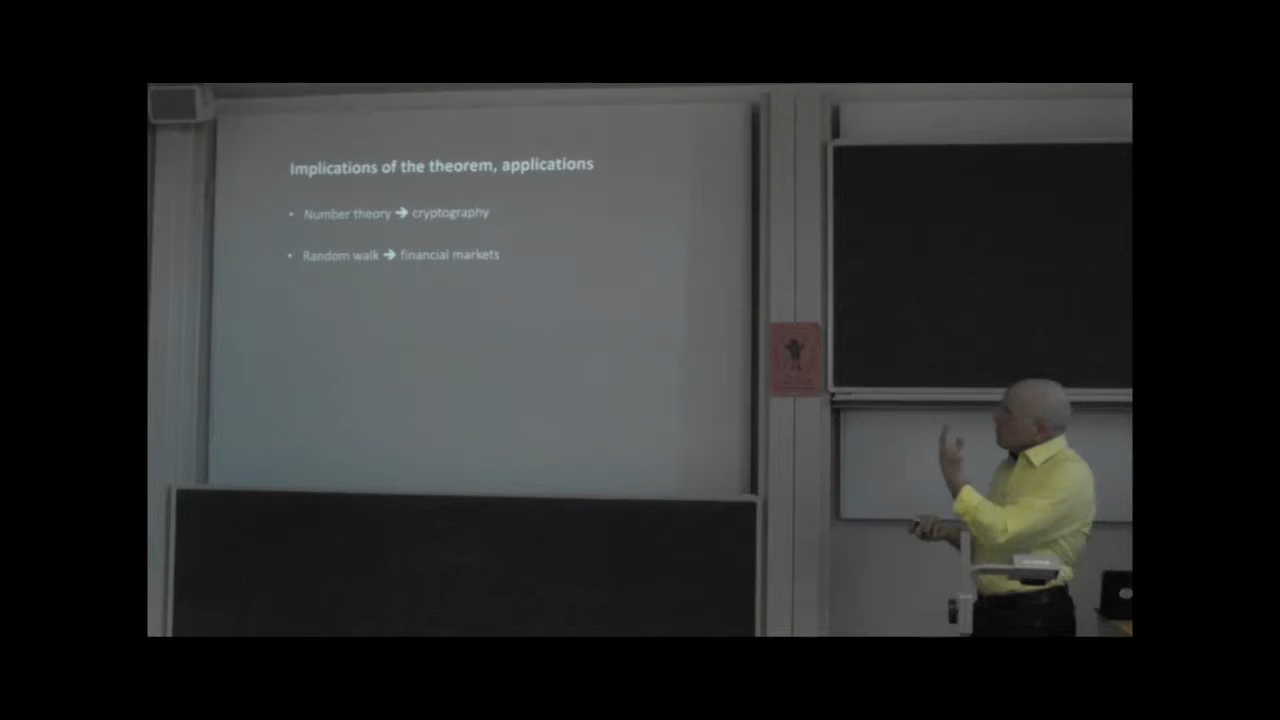 Implications of the theorem, applications
• Number theory ➔ cryptography
• Random walk ➔ financial markets